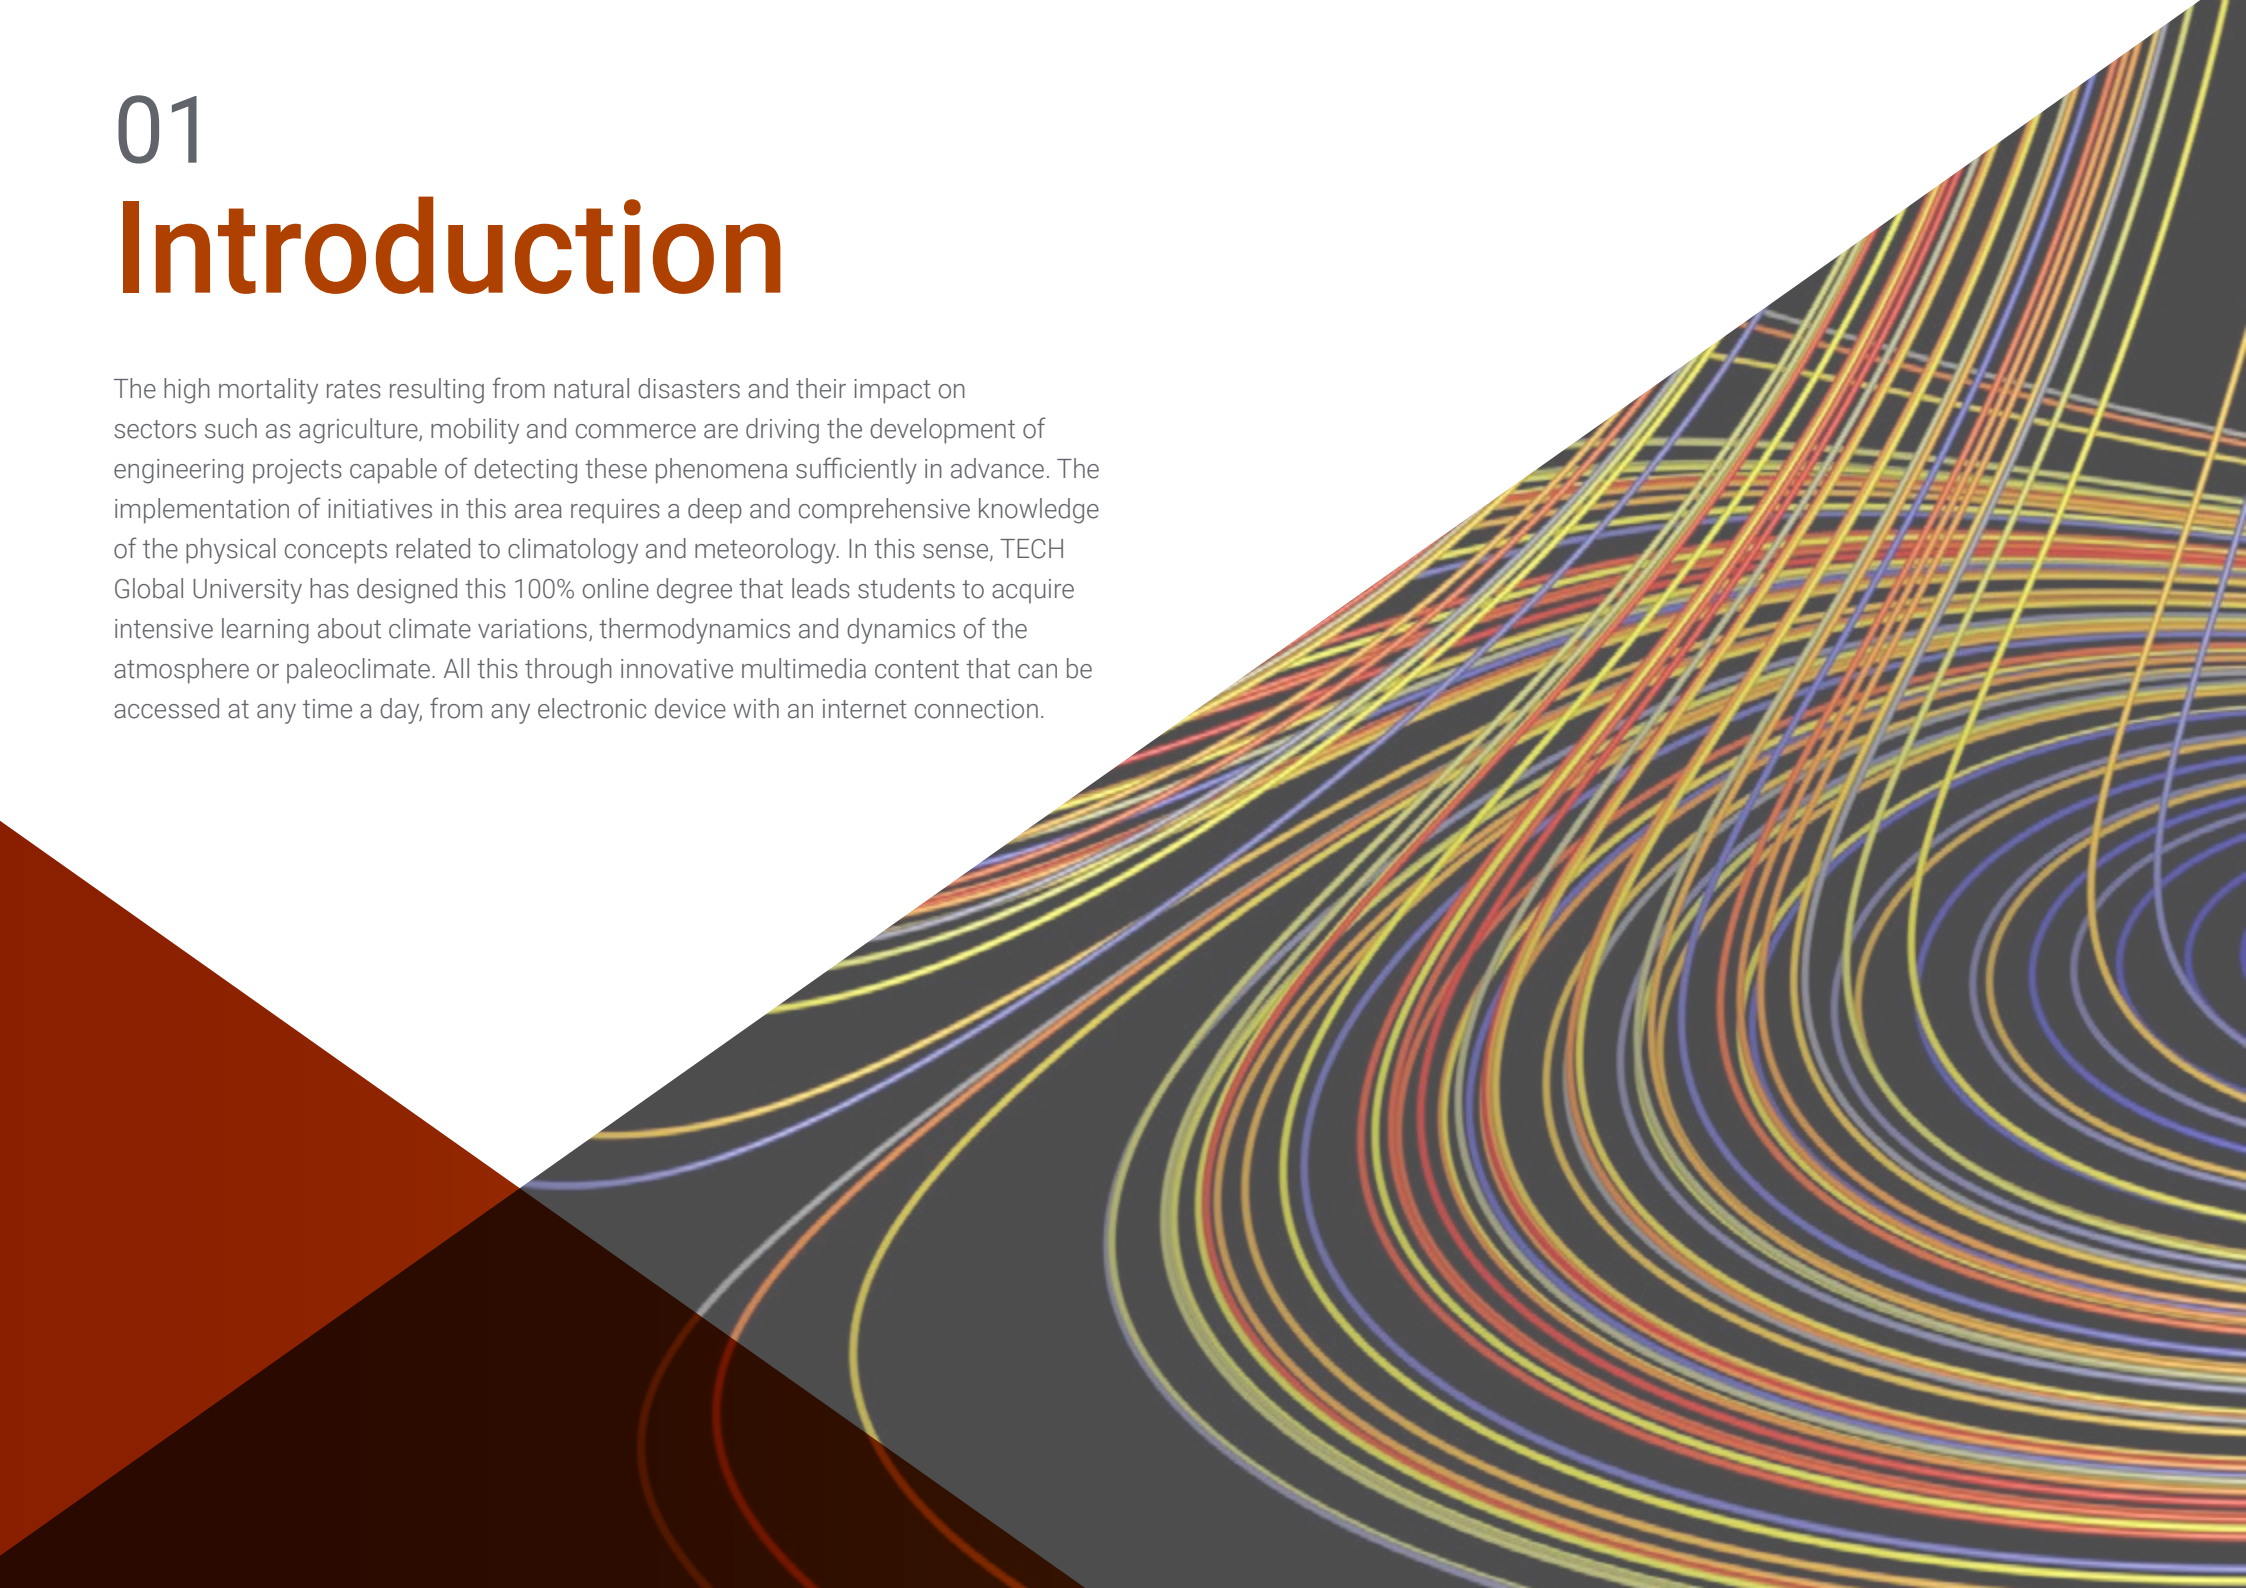 01
Introduction
The high mortality rates resulting from natural disasters and their impact on
sectors such as agriculture, mobility and commerce are driving the development of
engineering projects capable of detecting these phenomena sufficiently in advance. The
implementation of initiatives in this area requires a deep and comprehensive knowledge
of the physical concepts related to climatology and meteorology. In this sense, TECH
Global University has designed this 100% online degree that leads students to acquire
intensive learning about climate variations, thermodynamics and dynamics of the
atmosphere or paleoclimate. All this through innovative multimedia content that can be
accessed at any time a day, from any electronic device with an internet connection.